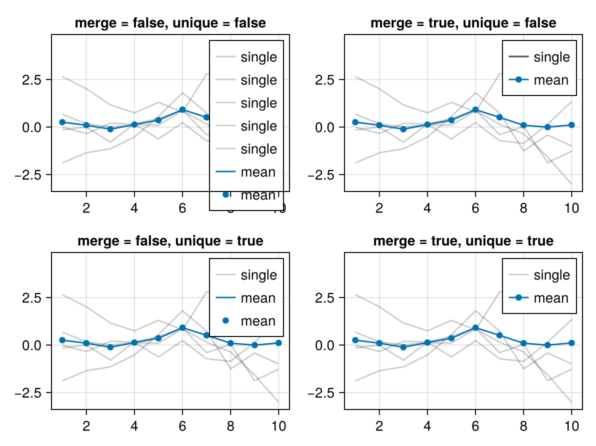 merge = false, unique = false
single
single
single
single
single
mean
mean
2.5
0.0
−2.5
2 4 6 8 10
merge = true, unique = false
single
mean
2.5
0.0
−2.5
2 4 6 8 10
merge = false, unique = true
single
mean
mean
2.5
0.0
−2.5
2 4 6 8 10
merge = true, unique = true
single
mean
2.5
0.0
−2.5
2 4 6 8 10